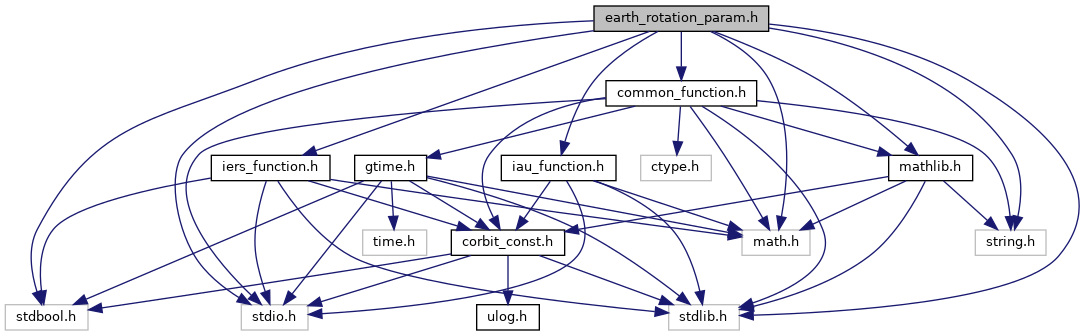 earth_rotation_param.h
common_function.h
iers_function.h
gtime.h
iau_function.h
ctype.h
mathlib.h
time.h
corbit_const.h
math.h
string.h
stdbool.h
stdio.h
ulog.h
stdlib.h